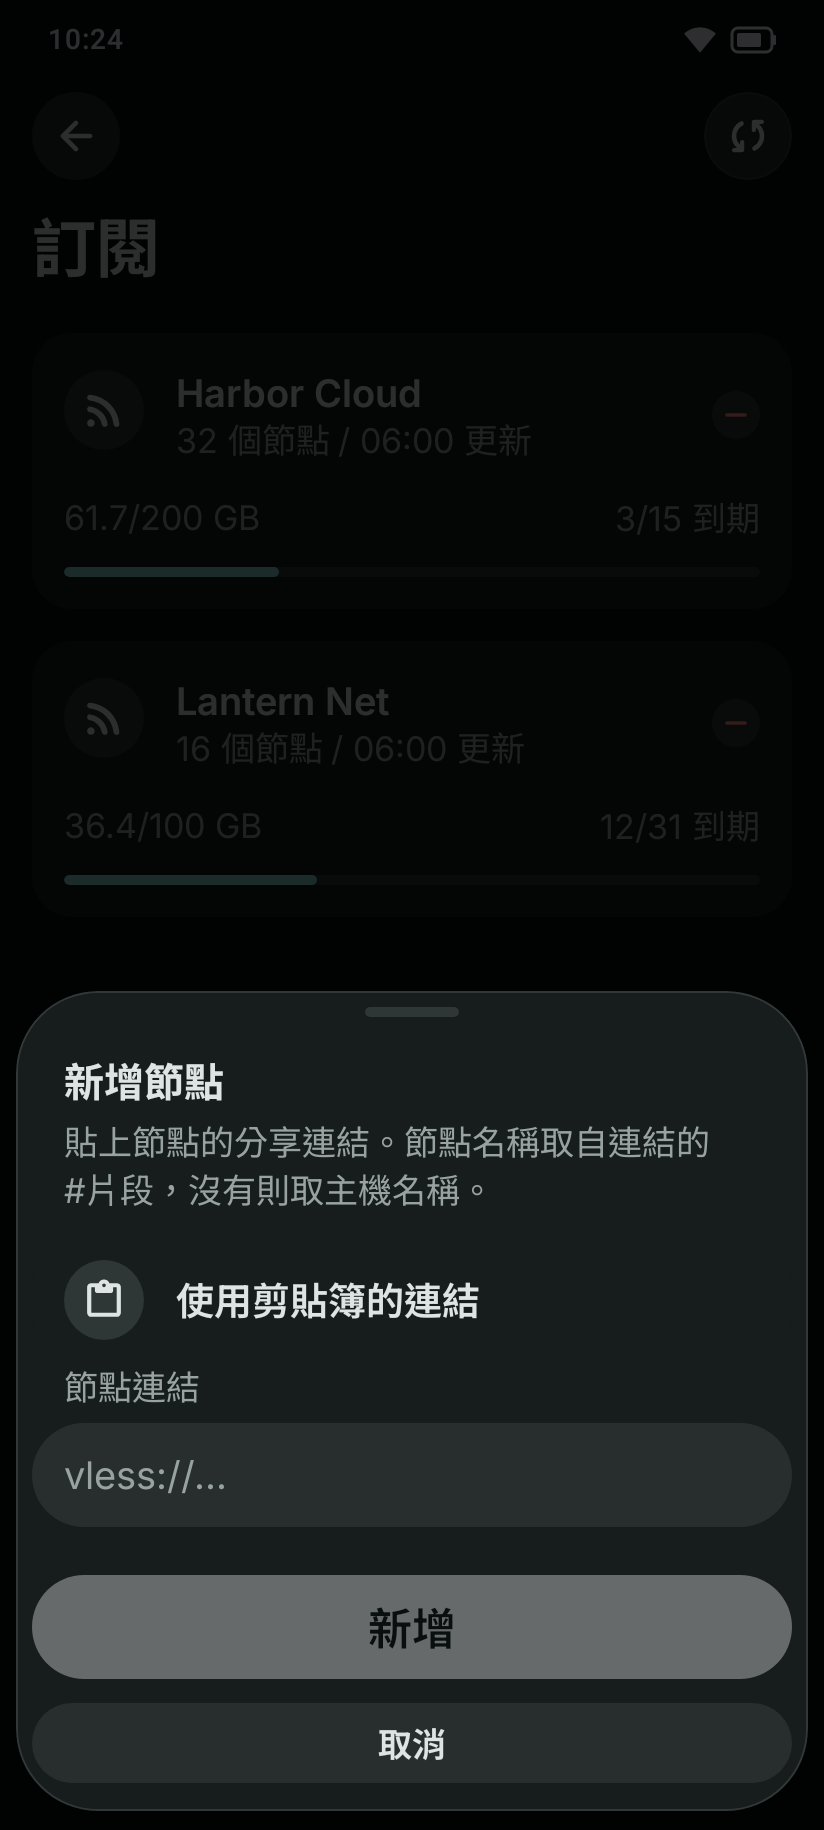 10:24
訂閱
Harbor Cloud
32 個節點 / 06:00 更新
61.7/200 GB
3/15 到期
Lantern Net
16 個節點 / 06:00 更新
36.4/100 GB
12/31 到期
新增節點
貼上節點的分享連結。節點名稱取自連結的
#片段，沒有則取主機名稱。
使用剪貼簿的連結
節點連結
vless://...
新增
取消